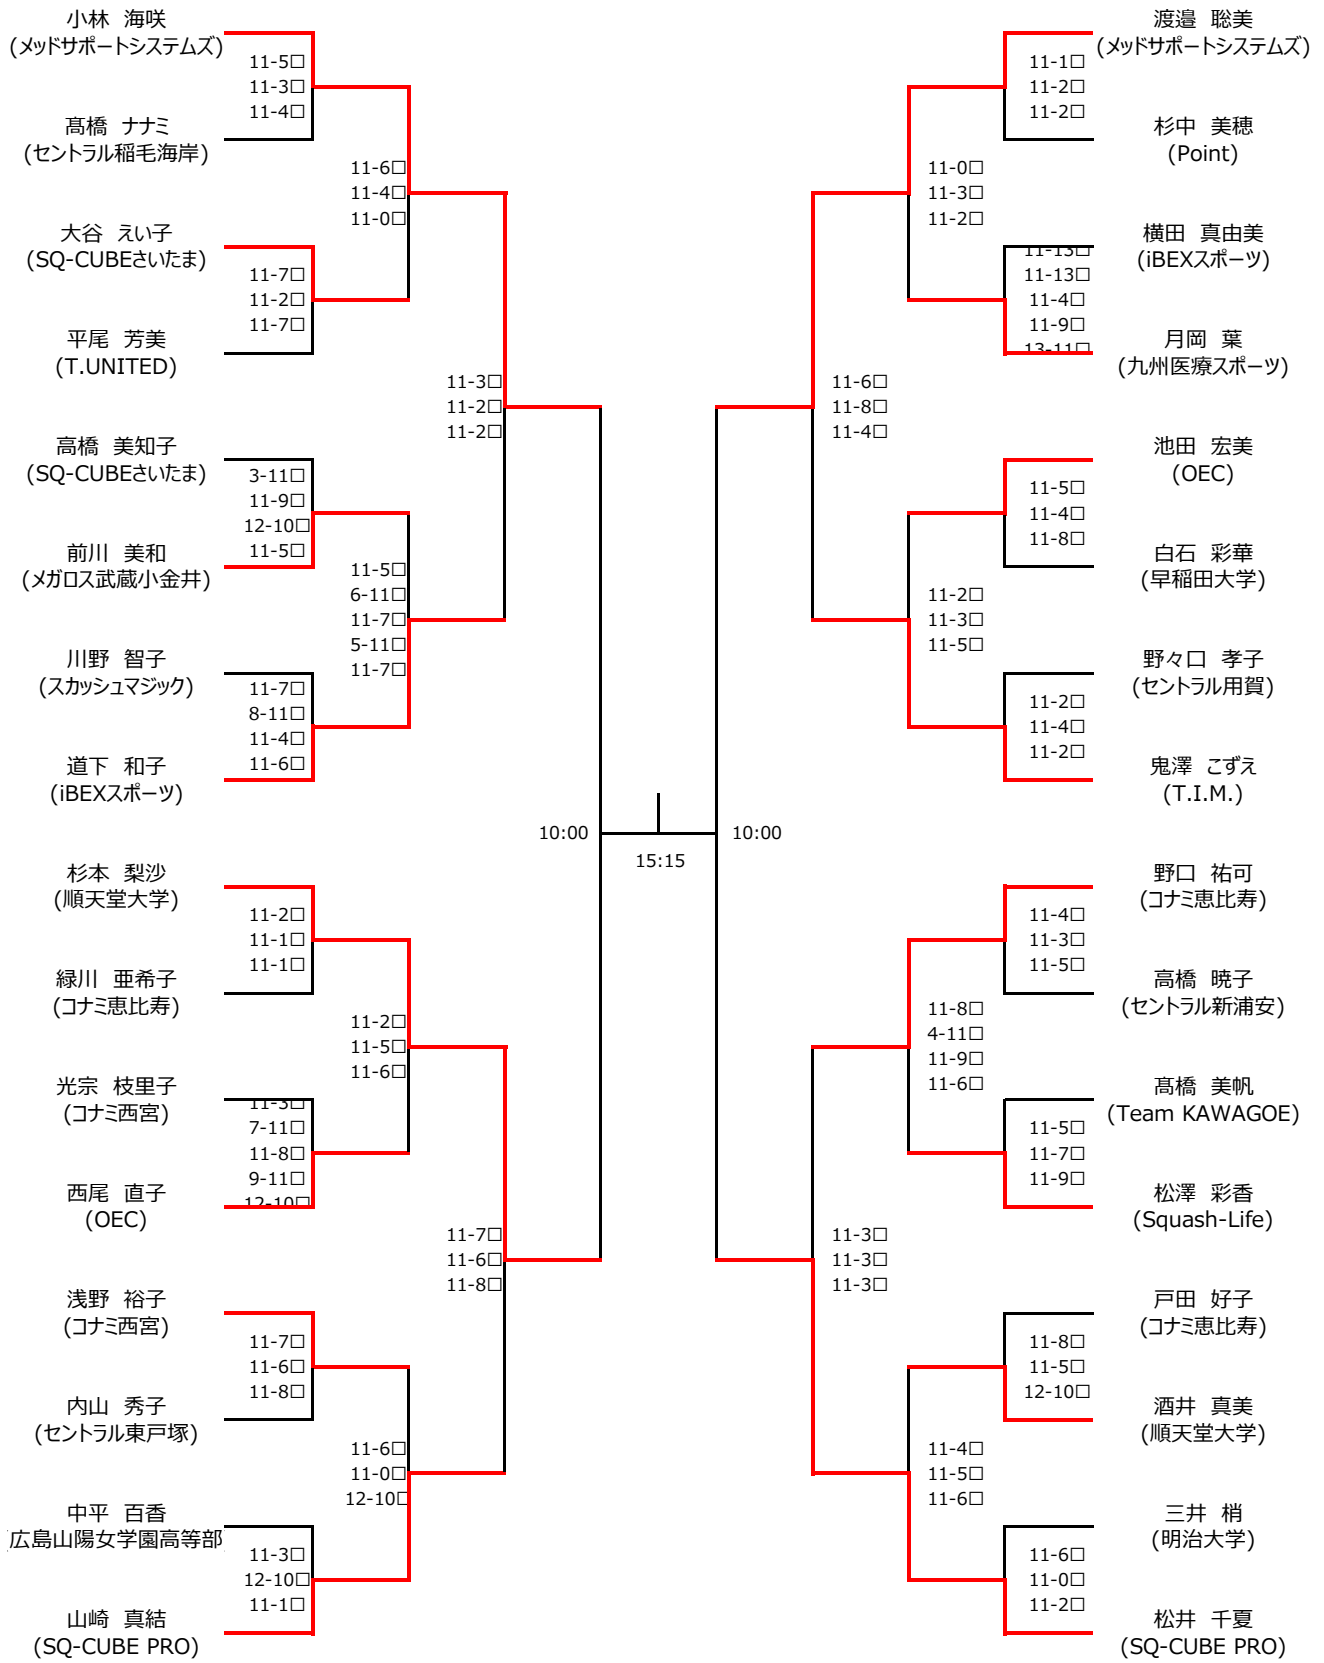 小林 海咲
(メッドサポートシステムズ)
11-5□
11-3□
11-4□
髙橋 ナナミ
(セントラル稲毛海岸)
11-6□
11-4□
11-0□
大谷 えい子
(SQ-CUBEさいたま)
11-7□
11-2□
11-7□
平尾 芳美
(T.UNITED)
11-3□
11-2□
11-2□
高橋 美知子
(SQ-CUBEさいたま)
3-11□
11-9□
12-10□
11-5□
前川 美和
(メガロス武蔵小金井)
11-5□
6-11□
11-7□
5-11□
11-7□
川野 智子
(スカッシュマジック)
11-7□
8-11□
11-4□
11-6□
道下 和子
(iBEXスポーツ)
10:00
杉本 梨沙
(順天堂大学)
11-2□
11-1□
11-1□
緑川 亜希子
(コナミ恵比寿)
11-2□
11-5□
11-6□
光宗 枝里子
(コナミ西宮)
11-3□
7-11□
11-8□
9-11□
12-10□
西尾 直子
(OEC)
11-7□
11-6□
11-8□
浅野 裕子
(コナミ西宮)
11-7□
11-6□
11-8□
内山 秀子
(セントラル東戸塚)
11-6□
11-0□
12-10□
中平 百香
広島山陽女学園高等部
11-3□
12-10□
11-1□
山崎 真結
(SQ-CUBE PRO)
15:15
渡邉 聡美
(メッドサポートシステムズ)
11-1□
11-2□
11-2□
杉中 美穂
(Point)
11-0□
11-3□
11-2□
横田 真由美
(iBEXスポーツ)
11-13□
11-13□
11-4□
11-9□
13-11□
月岡 葉
(九州医療スポーツ)
11-6□
11-8□
11-4□
池田 宏美
(OEC)
11-5□
11-4□
11-8□
白石 彩華
(早稲田大学)
11-2□
11-3□
11-5□
野々口 孝子
(セントラル用賀)
11-2□
11-4□
11-2□
鬼澤 こずえ
(T.I.M.)
10:00
野口 祐可
(コナミ恵比寿)
11-4□
11-3□
11-5□
高橋 暁子
(セントラル新浦安)
11-8□
4-11□
11-9□
11-6□
髙橋 美帆
(Team KAWAGOE)
11-5□
11-7□
11-9□
松澤 彩香
(Squash-Life)
11-3□
11-3□
11-3□
戸田 好子
(コナミ恵比寿)
11-8□
11-5□
12-10□
酒井 真美
(順天堂大学)
11-4□
11-5□
11-6□
三井 梢
(明治大学)
11-6□
11-0□
11-2□
松井 千夏
(SQ-CUBE PRO)